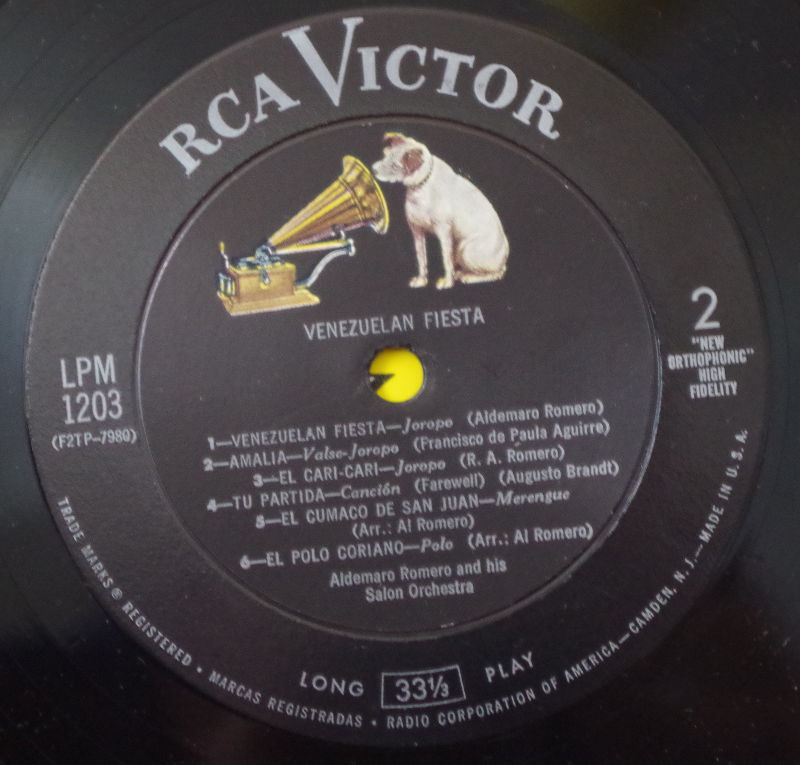 RCA VICTOR
VENEZUELAN FIESTA
LPM
1203
(F2TP-7980)
2
"NEW
ORTHOPHONIC"
HIGH
FIDELITY
1—VENEZUELAN FIESTA—Joropo (Aldemaro Romero)
2—AMALIA—Valse-Joropo (Francisco de Paula Aguirre)
3—EL CARI-CARI—Joropo (R. A. Romero)
4—TU PARTIDA—Canción (Farewell) (Augusto Brandt)
5—EL CUMACO DE SAN JUAN—Merengue
(Arr.: Al Romero)
6—EL POLO CORIANO—Polo (Arr.: Al Romero)
Aldemaro Romero and his
Salon Orchestra
LONG 33⅓ PLAY
TRADE MARKS ® REGISTERED • MARCAS REGISTRADAS • RADIO CORPORATION OF AMERICA—CAMDEN, N. J.—MADE IN U. S. A.